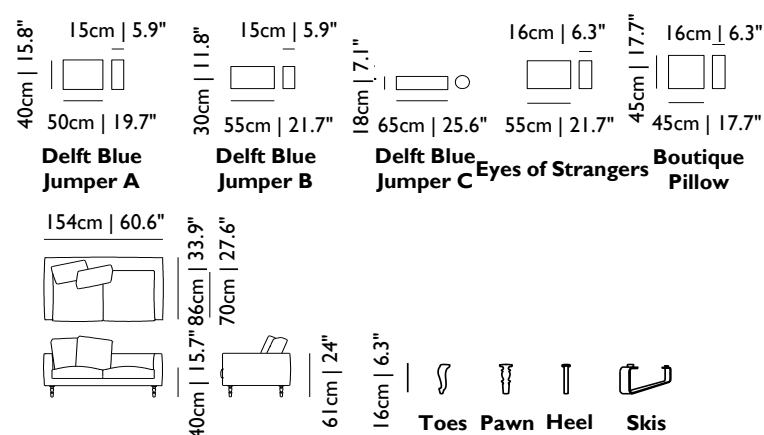 40cm | 15.8"
15cm | 5.9"
50cm | 19.7"
Delft Blue
Jumper A
30cm | 11.8"
15cm | 5.9"
55cm | 21.7"
Delft Blue
Jumper B
18cm | 7.1"
65cm | 25.6"
Delft Blue
Jumper C
16cm | 6.3"
55cm | 21.7"
Eyes of Strangers
45cm | 17.7"
16cm | 6.3"
45cm | 17.7"
Boutique
Pillow
154cm | 60.6"
86cm | 33.9"
70cm | 27.6"
40cm | 15.7"
61cm | 24"
16cm | 6.3"
Toes
Pawn
Heel
Skis